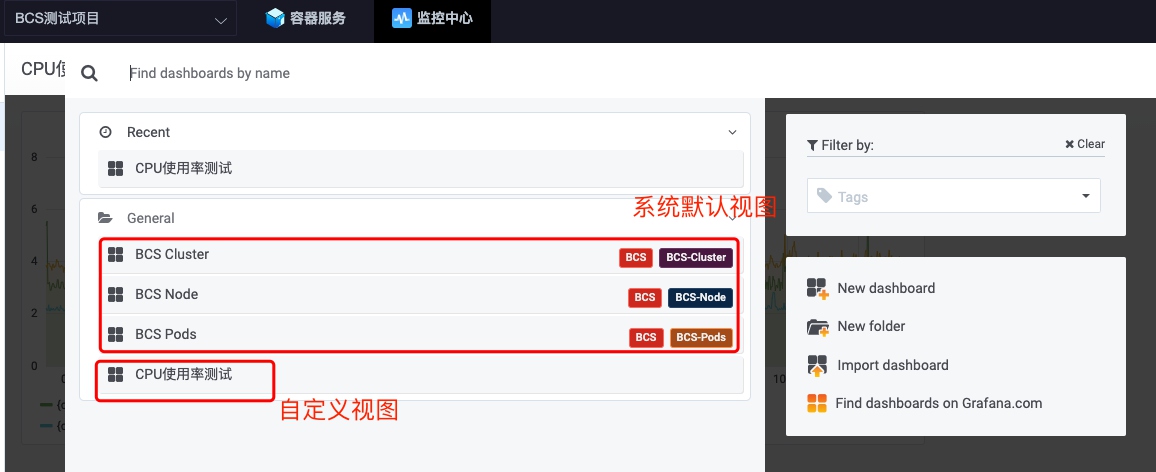 BCS测试项目
容器服务
监控中心
CPU使
Find dashboards by name
Recent
CPU使用率测试
系统默认视图
General
BCS Cluster
BCS
BCS-Cluster
BCS Node
BCS
BCS-Node
BCS Pods
BCS
BCS-Pods
CPU使用率测试
自定义视图
Filter by:
Clear
Tags
New dashboard
New folder
Import dashboard
Find dashboards on Grafana.com
8
6
4
2
0
10